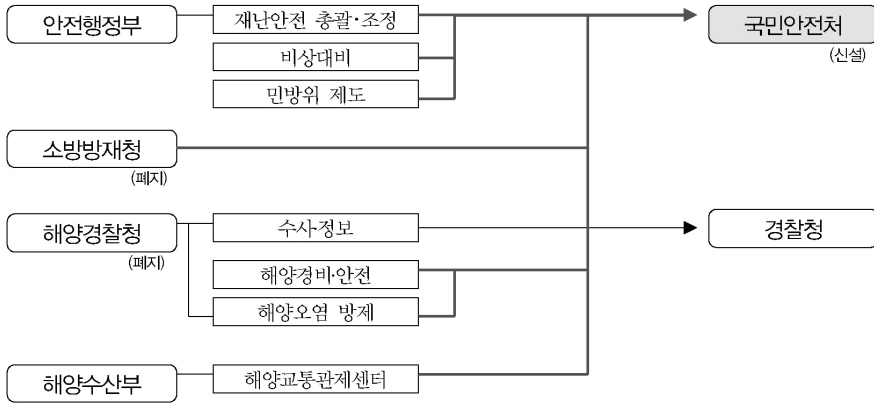 안전행정부
재난안전 총괄·조정
국민안전처
(신설)
비상대비
민방위 제도
소방방재청
(폐지)
해양경찰청
(폐지)
수사·정보
경찰청
해양경비·안전
해양오염 방제
해양수산부
해양교통관제센터